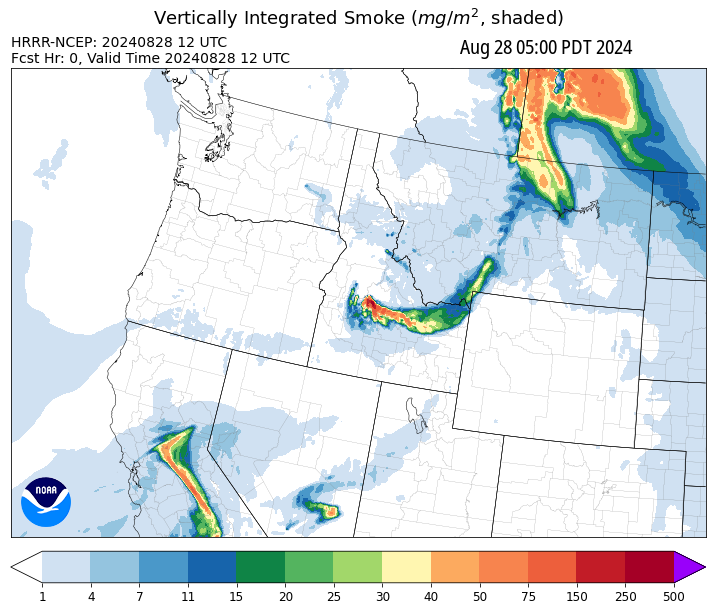 Vertically Integrated Smoke (mg/m², shaded)
HRRR-NCEP: 20240828 12 UTC
Fcst Hr: 0, Valid Time 20240828 12 UTC
Aug 28 05:00 PDT 2024
NOAA
1 4 7 11 15 20 25 30 40 50 75 150 250 500